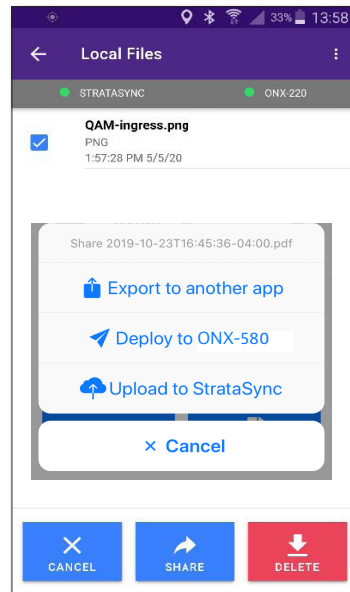 33% 13:58
Local Files
STRATASYNC ONX-220
QAM-ingress.png
PNG
1:57:28 PM 5/5/20
Share 2019-10-23T16:45:36-04:00.pdf
Export to another app
Deploy to ONX-580
Upload to StrataSync
× Cancel
CANCEL SHARE DELETE